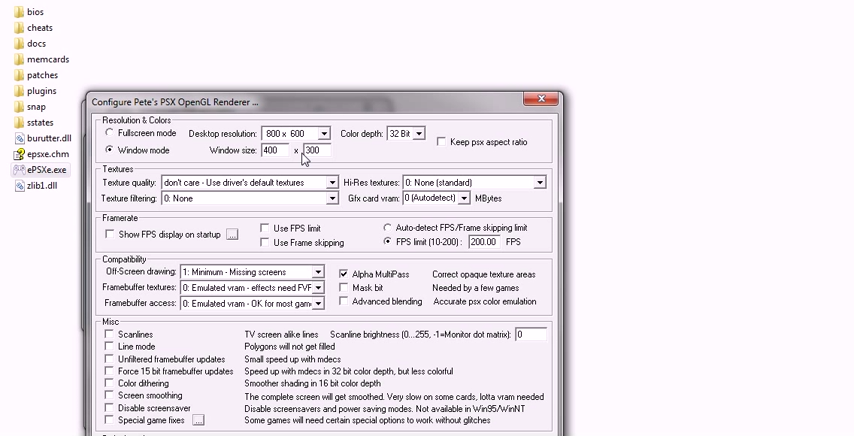 bios
cheats
docs
memcards
patches
plugins
snap
sstates
burutter.dll
epsxe.chm
ePSXe.exe
zlib1.dll
Configure Pete's PSX OpenGL Renderer ...
Resolution & Colors
Fullscreen mode Desktop resolution: 800 x 600 Color depth: 32 Bit
Keep psx aspect ratio
Window mode Window size: 400 x 300
Textures
Texture quality: don't care - Use driver's default textures Hi-Res textures: 0: None (standard)
Texture filtering: 0: None Gfx card vram: 0 (Autodetect) MBytes
Framerate
Show FPS display on startup ... Use FPS limit Auto-detect FPS/Frame skipping limit
Use Frame skipping FPS limit (10-200) : 200.00 FPS
Compatibility
Off-Screen drawing: 1: Minimum - Missing screens Alpha MultiPass Correct opaque texture areas
Framebuffer textures: 0: Emulated vram - effects need FVF Mask bit Needed by a few games
Framebuffer access: 0: Emulated vram - OK for most game Advanced blending Accurate psx color emulation
Misc
Scanlines TV screen alike lines Scanline brightness (0...255, -1=Monitor dot matrix): 0
Line mode Polygons will not get filled
Unfiltered framebuffer updates Small speed up with mdecs
Force 15 bit framebuffer updates Speed up with mdecs in 32 bit color depth, but less colorful
Color dithering Smoother shading in 16 bit color depth
Screen smoothing The complete screen will get smoothed. Very slow on some cards, lotta vram needed
Disable screensaver Disable screensavers and power saving modes. Not available in Win95/WinNT
Special game fixes ... Some games will need certain special options to work without glitches